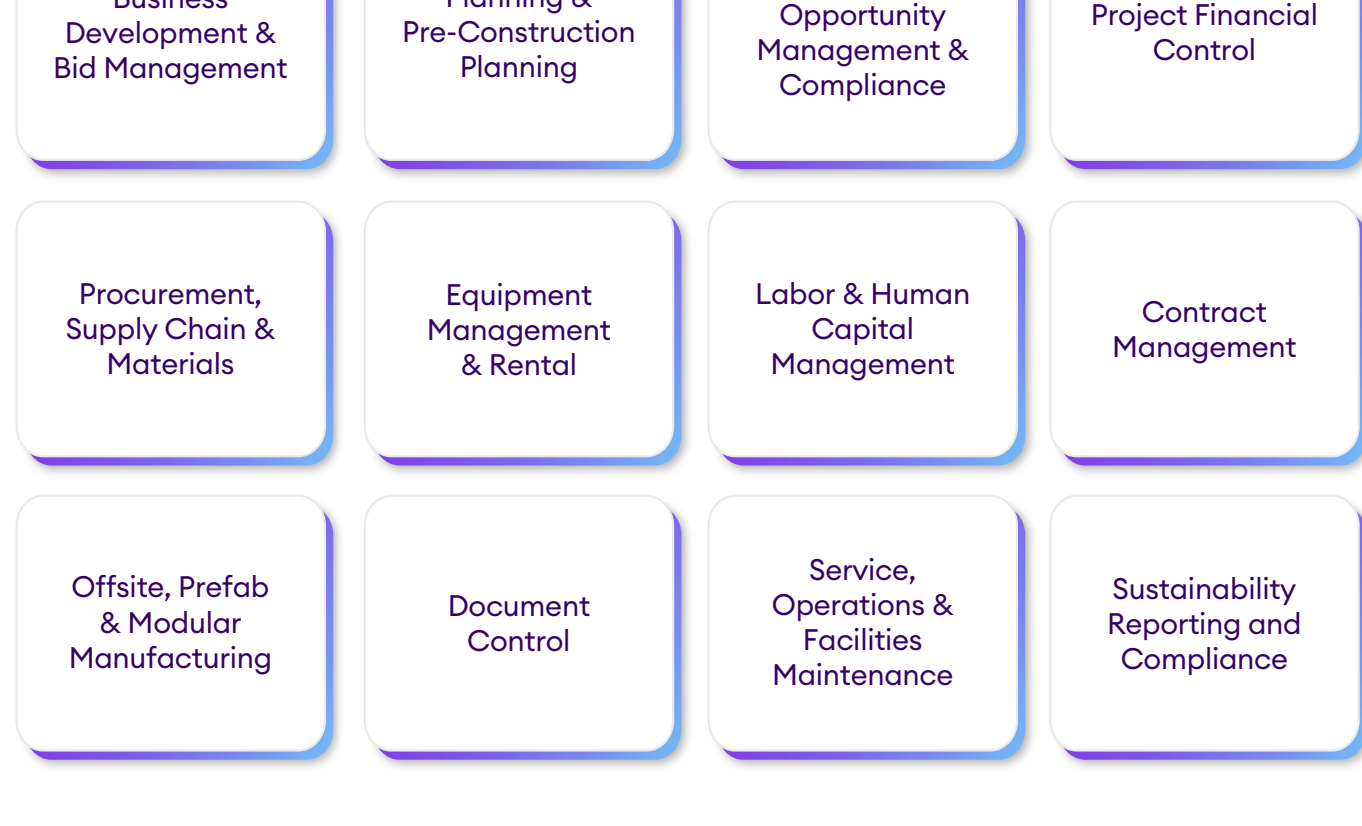 Business
Development &
Bid Management
Planning &
Pre-Construction
Planning
Opportunity
Management &
Compliance
Project Financial
Control
Procurement,
Supply Chain &
Materials
Equipment
Management
& Rental
Labor & Human
Capital
Management
Contract
Management
Offsite, Prefab
& Modular
Manufacturing
Document
Control
Service,
Operations &
Facilities
Maintenance
Sustainability
Reporting and
Compliance